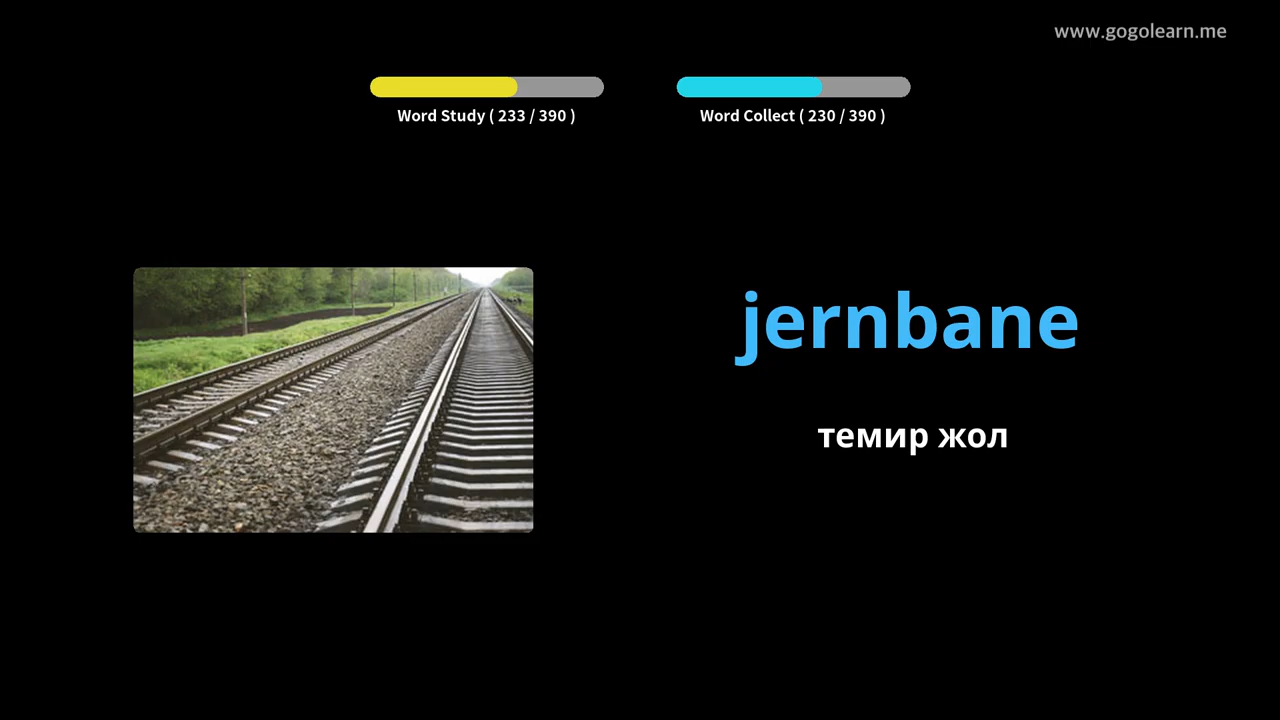 www.gogolearn.me
Word Study ( 233 / 390 )
Word Collect ( 230 / 390 )
jernbane
темир жол